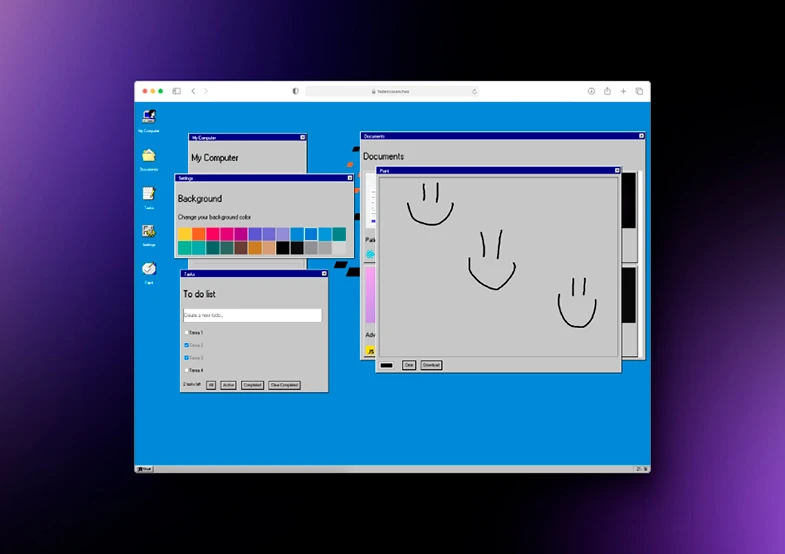 My Computer
Documents
Tasks
Settings
Paint
My Computer
My Computer
Settings
Background
Change your background color
Tasks
To do list
Create a new todo...
Tarea 1
Tarea 2
Tarea 3
Tarea 4
2 tasks left
All
Active
Completed
Clear Completed
Documents
Documents
Adv
JS
Paint
Clear
Download
Start